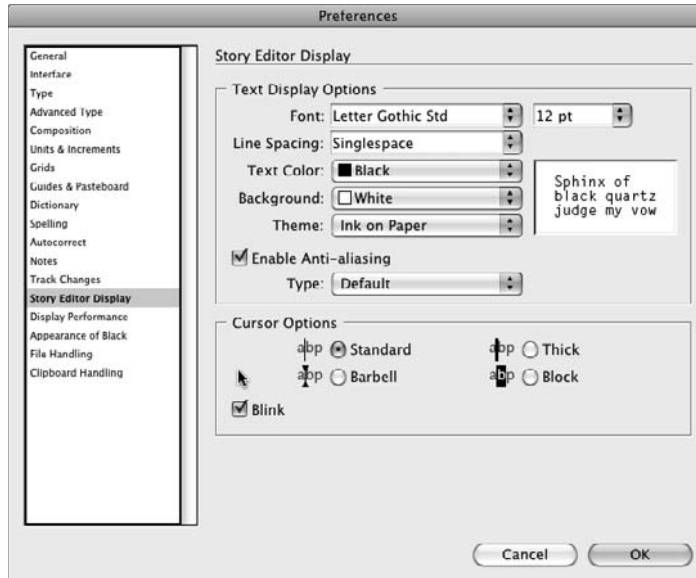 Preferences
General
Interface
Type
Advanced Type
Composition
Units & Increments
Grids
Guides & Pasteboard
Dictionary
Spelling
Autocorrect
Notes
Track Changes
Story Editor Display
Display Performance
Appearance of Black
File Handling
Clipboard Handling
Story Editor Display
Text Display Options
Font: Letter Gothic Std 12 pt
Line Spacing: Singlespace
Text Color: Black
Background: White
Theme: Ink on Paper
Sphinx of
black quartz
judge my vow
Enable Anti-aliasing
Type: Default
Cursor Options
abp Standard abp Thick
abp Barbell abp Block
Blink
Cancel OK